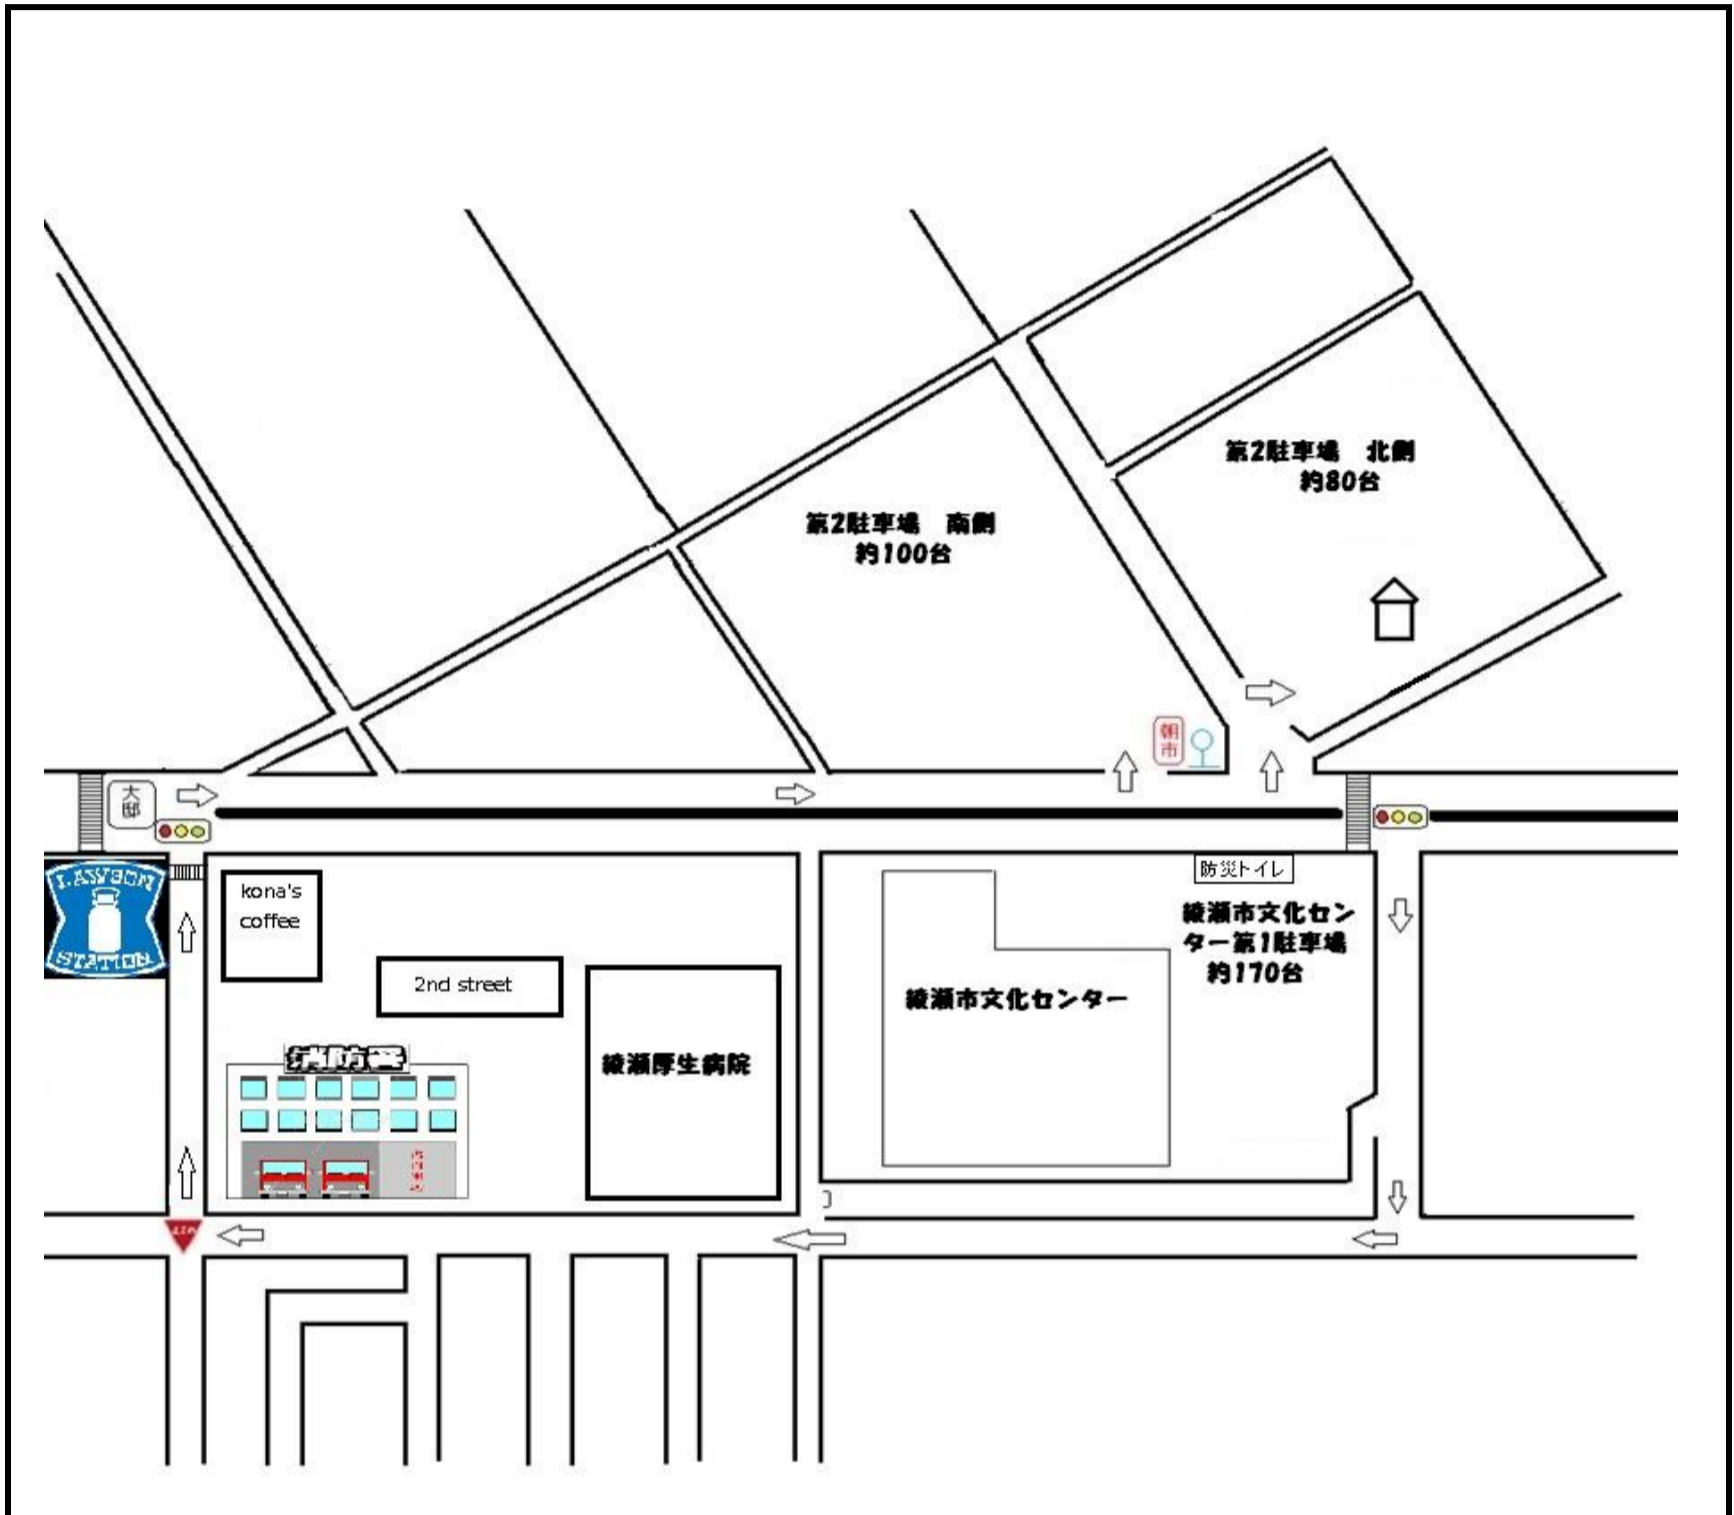 第2駐車場　北側
約80台
第2駐車場　南側
約100台
朝
市
大
邸
LAWSON
STATION
kona's
coffee
防災トイレ
綾瀬市文化セン
ター第1駐車場
約170台
2nd street
綾瀬市文化センター
消防署
綾瀬厚生病院
止まれ